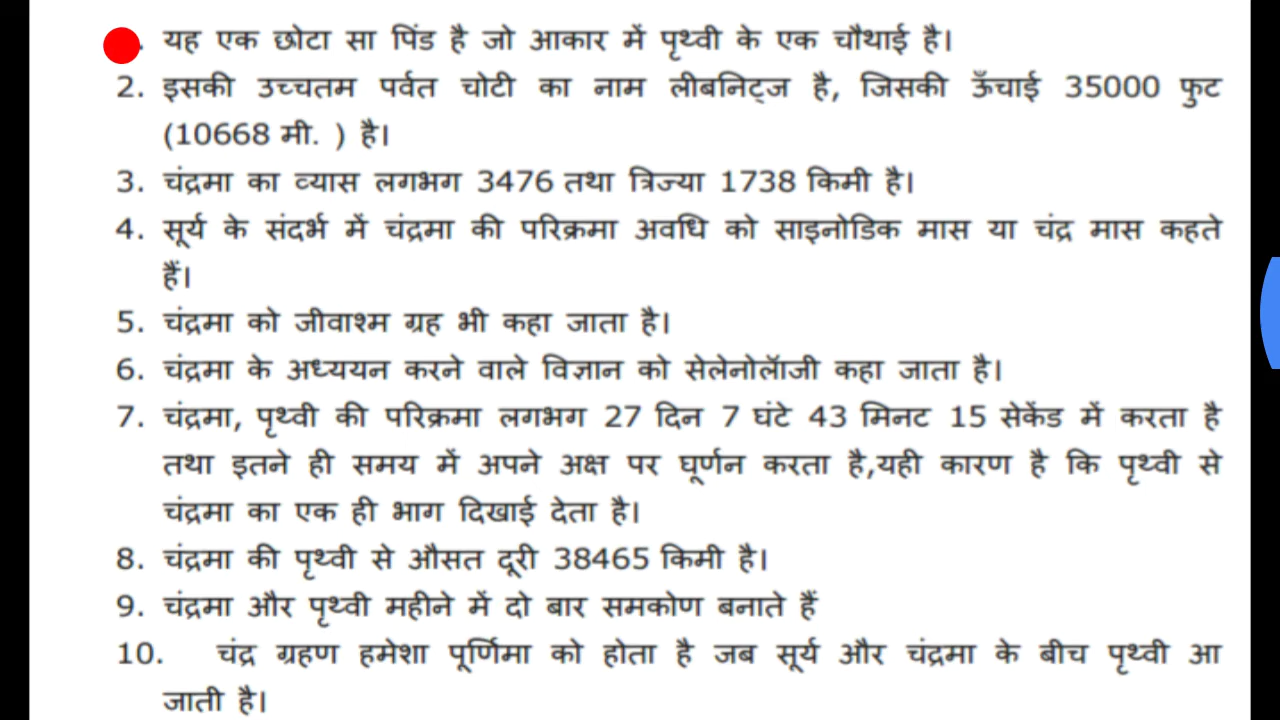 . यह एक छोटा सा पिंड है जो आकार में पृथ्वी के एक चौथाई है।
2. इसकी उच्चतम पर्वत चोटी का नाम लीबनिट्ज है, जिसकी ऊँचाई 35000 फुट
(10668 मी. ) है।
3. चंद्रमा का व्यास लगभग 3476 तथा त्रिज्या 1738 किमी है।
4. सूर्य के संदर्भ में चंद्रमा की परिक्रमा अवधि को साइनोडिक मास या चंद्र मास कहते
हैं।
5. चंद्रमा को जीवाश्म ग्रह भी कहा जाता है।
6. चंद्रमा के अध्ययन करने वाले विज्ञान को सेलेनोलॉजी कहा जाता है।
7. चंद्रमा, पृथ्वी की परिक्रमा लगभग 27 दिन 7 घंटे 43 मिनट 15 सेकेंड में करता है
तथा इतने ही समय में अपने अक्ष पर घूर्णन करता है,यही कारण है कि पृथ्वी से
चंद्रमा का एक ही भाग दिखाई देता है।
8. चंद्रमा की पृथ्वी से औसत दूरी 38465 किमी है।
9. चंद्रमा और पृथ्वी महीने में दो बार समकोण बनाते हैं
10. चंद्र ग्रहण हमेशा पूर्णिमा को होता है जब सूर्य और चंद्रमा के बीच पृथ्वी आ
जाती है।